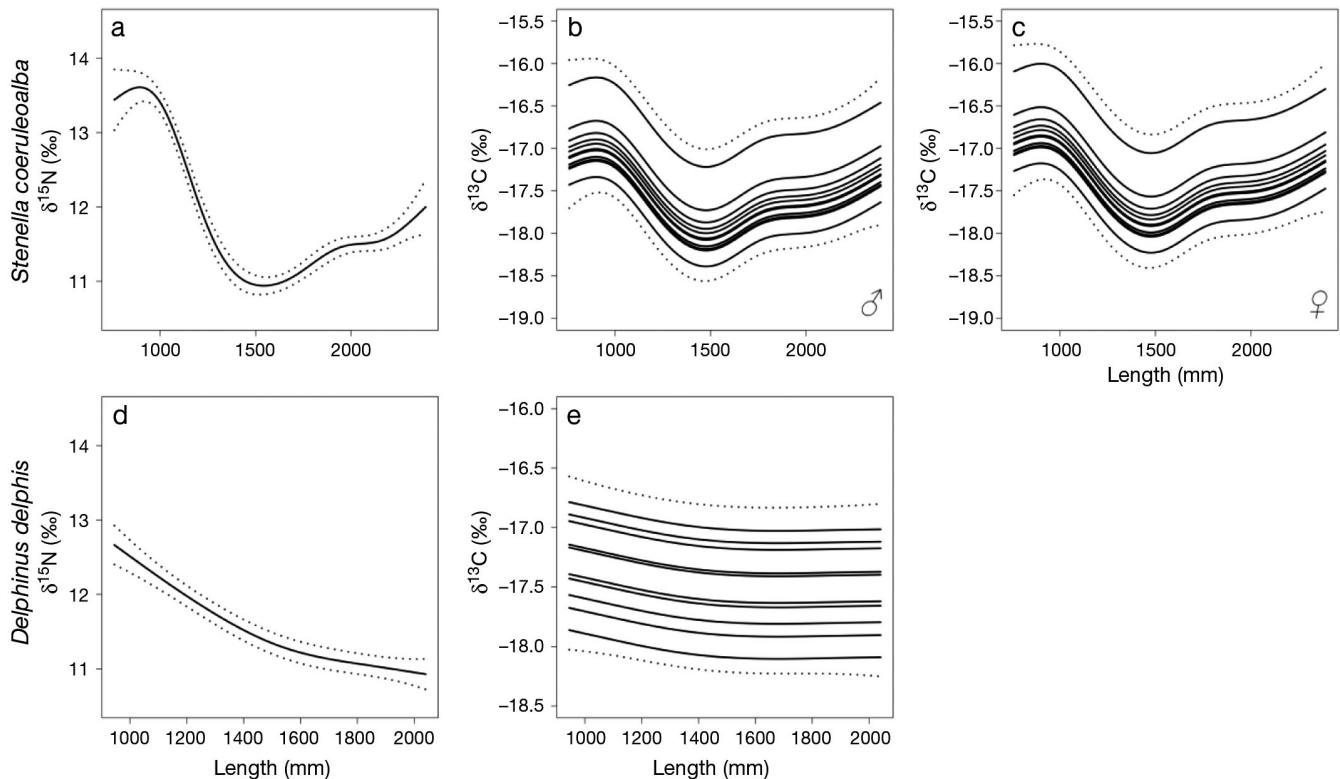 Stenella coeruleoalba
a
δ15N (‰)
14
13
12
11
1000 1500 2000
b
δ13C (‰)
−15.5
−16.0
−16.5
−17.0
−17.5
−18.0
−18.5
−19.0
♂
1000 1500 2000
c
δ13C (‰)
−15.5
−16.0
−16.5
−17.0
−17.5
−18.0
−18.5
−19.0
♀
1000 1500 2000
Length (mm)
Delphinus delphis
d
δ15N (‰)
14
13
12
11
1000 1200 1400 1600 1800 2000
Length (mm)
e
δ13C (‰)
−16.0
−16.5
−17.0
−17.5
−18.0
−18.5
1000 1200 1400 1600 1800 2000
Length (mm)